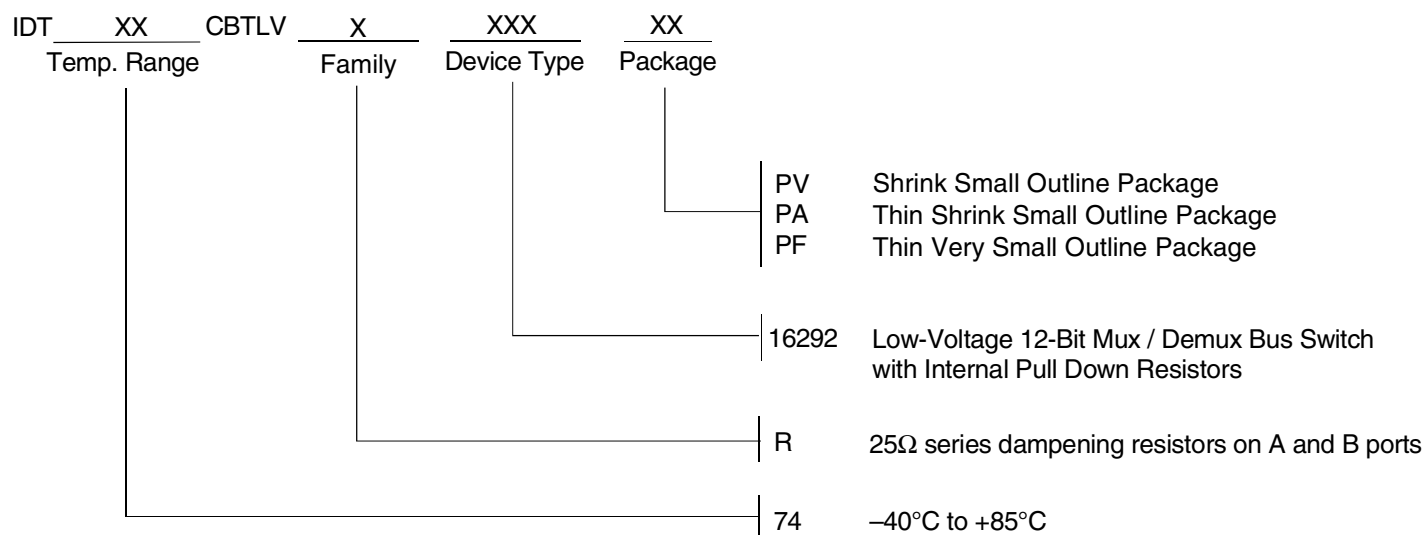 IDT XX CBTLV X XXX XX
Temp. Range Family Device Type Package
PV Shrink Small Outline Package
PA Thin Shrink Small Outline Package
PF Thin Very Small Outline Package
16292 Low-Voltage 12-Bit Mux / Demux Bus Switch
with Internal Pull Down Resistors
R 25Ω series dampening resistors on A and B ports
74 –40°C to +85°C